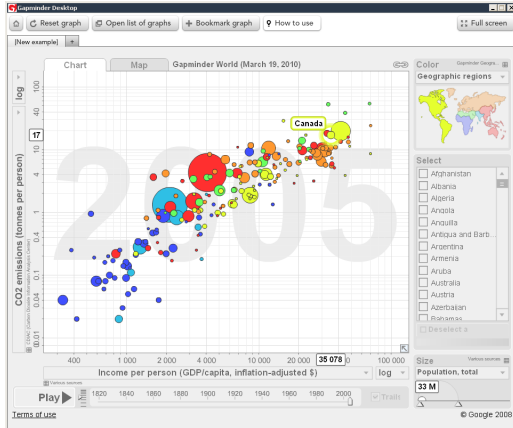 Gapminder Desktop
Reset graph
Open list of graphs
Bookmark graph
How to use
Full screen
[New example]
+
Chart
Map
Gapminder World (March 19, 2010)
Color
Geographic regions
log
CO2 emissions (tonnes per person)
100
40
17
10
4
1
0.4
0.1
0.04
0.01
2005
Canada
Select
Afghanistan
Albania
Algeria
Angola
Anguilla
Antigua and Barb...
Argentina
Armenia
Aruba
Australia
Austria
Azerbaijan
Bahamas
Deselect a
400
1 000
2 000
4 000
10 000
20 000
35 078
100 000
Income per person (GDP/capita, inflation-adjusted $)
log
Various sources
Size
Various sources
Population, total
33 M
Play
1820 1840 1860 1880 1900 1920 1940 1960 1980 2000
Trails
Terms of use
© Google 2008